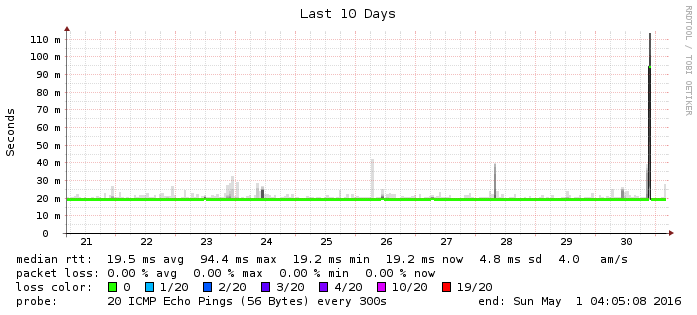 Last 10 Days
RRDTOOL / TOBI OETIKER
Seconds
110 m
100 m
90 m
80 m
70 m
60 m
50 m
40 m
30 m
20 m
10 m
0
21 22 23 24 25 26 27 28 29 30
median rtt: 19.5 ms avg 94.4 ms max 19.2 ms min 19.2 ms now 4.8 ms sd 4.0 am/s
packet loss: 0.00 % avg 0.00 % max 0.00 % min 0.00 % now
loss color: 0 1/20 2/20 3/20 4/20 10/20 19/20
probe: 20 ICMP Echo Pings (56 Bytes) every 300s end: Sun May 1 04:05:08 2016